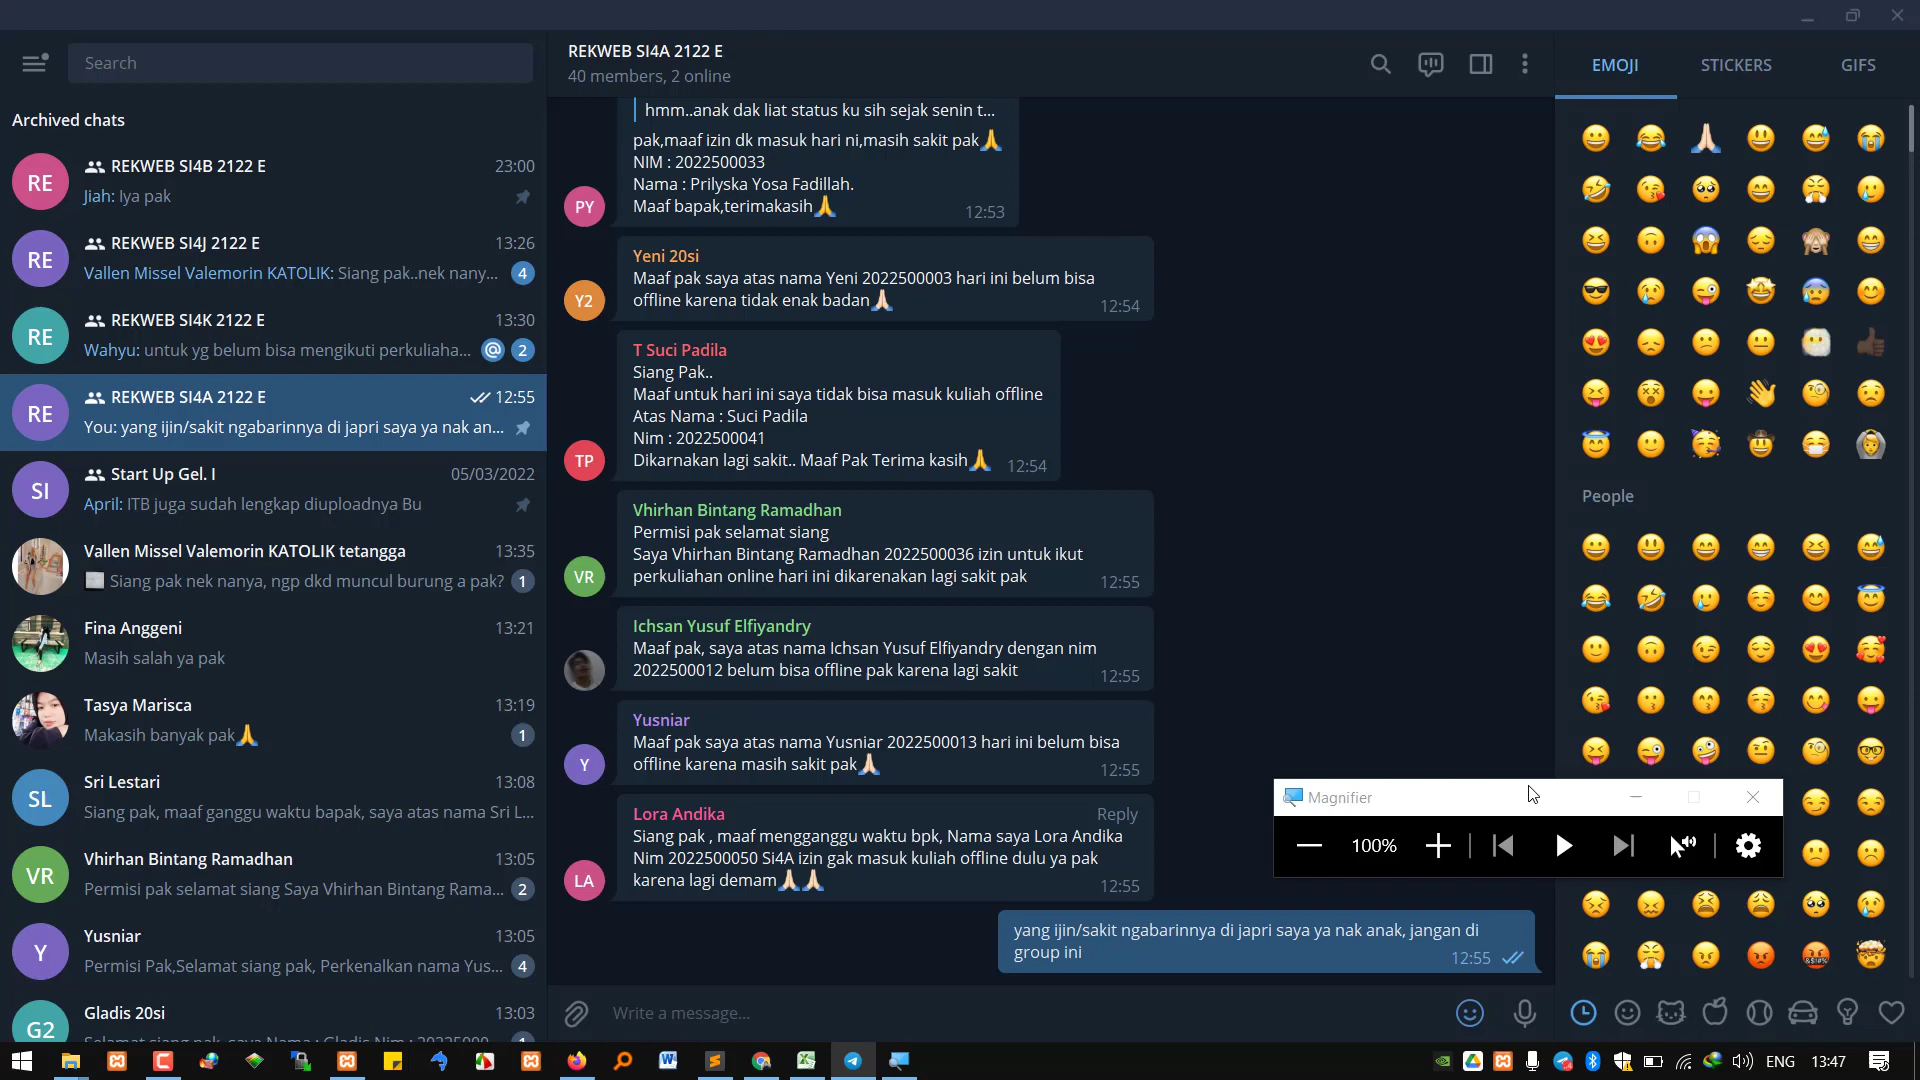 Search
Archived chats
RE
REKWEB SI4B 2122 E
23:00
Jiah: Iya pak
RE
REKWEB SI4J 2122 E
13:26
Vallen Missel Valemorin KATOLIK: Siang pak..nek nany...
4
RE
REKWEB SI4K 2122 E
13:30
Wahyu: untuk yg belum bisa mengikuti perkuliaha...
@
2
RE
REKWEB SI4A 2122 E
12:55
You: yang ijin/sakit ngabarinnya di japri saya ya nak an...
SI
Start Up Gel. I
05/03/2022
April: ITB juga sudah lengkap diuploadnya Bu
Vallen Missel Valemorin KATOLIK tetangga
13:35
Siang pak nek nanya, ngp dkd muncul burung a pak?
1
Fina Anggeni
13:21
Masih salah ya pak
Tasya Marisca
13:19
Makasih banyak pak🙏
1
SL
Sri Lestari
13:08
Siang pak, maaf ganggu waktu bapak, saya atas nama Sri L...
VR
Vhirhan Bintang Ramadhan
13:05
Permisi pak selamat siang Saya Vhirhan Bintang Rama...
2
Y
Yusniar
13:05
Permisi Pak,Selamat siang pak, Perkenalkan nama Yus...
4
G2
Gladis 20si
13:03
REKWEB SI4A 2122 E
40 members, 2 online
hmm..anak dak liat status ku sih sejak senin t...
pak,maaf izin dk masuk hari ni,masih sakit pak🙏
NIM : 2022500033
Nama : Prilyska Yosa Fadillah.
Maaf bapak,terimakasih🙏
12:53
PY
Yeni 20si
Maaf pak saya atas nama Yeni 2022500003 hari ini belum bisa
offline karena tidak enak badan🙏🏻
12:54
Y2
T Suci Padila
Siang Pak..
Maaf untuk hari ini saya tidak bisa masuk kuliah offline
Atas Nama : Suci Padila
Nim : 2022500041
Dikarnakan lagi sakit.. Maaf Pak Terima kasih🙏
12:54
TP
Vhirhan Bintang Ramadhan
Permisi pak selamat siang
Saya Vhirhan Bintang Ramadhan 2022500036 izin untuk ikut
perkuliahan online hari ini dikarenakan lagi sakit pak
12:55
VR
Ichsan Yusuf Elfiyandry
Maaf pak, saya atas nama Ichsan Yusuf Elfiyandry dengan nim
2022500012 belum bisa offline pak karena lagi sakit
12:55
Yusniar
Maaf pak saya atas nama Yusniar 2022500013 hari ini belum bisa
offline karena masih sakit pak🙏🏻
12:55
Y
Lora Andika
Reply
Siang pak , maaf mengganggu waktu bpk, Nama saya Lora Andika
Nim 2022500050 Si4A izin gak masuk kuliah offline dulu ya pak
karena lagi demam🙏🏻🙏🏻
12:55
LA
yang ijin/sakit ngabarinnya di japri saya ya nak anak, jangan di
group ini
12:55
Write a message...
EMOJI
STICKERS
GIFS
People
Magnifier
100%
ENG
13:47